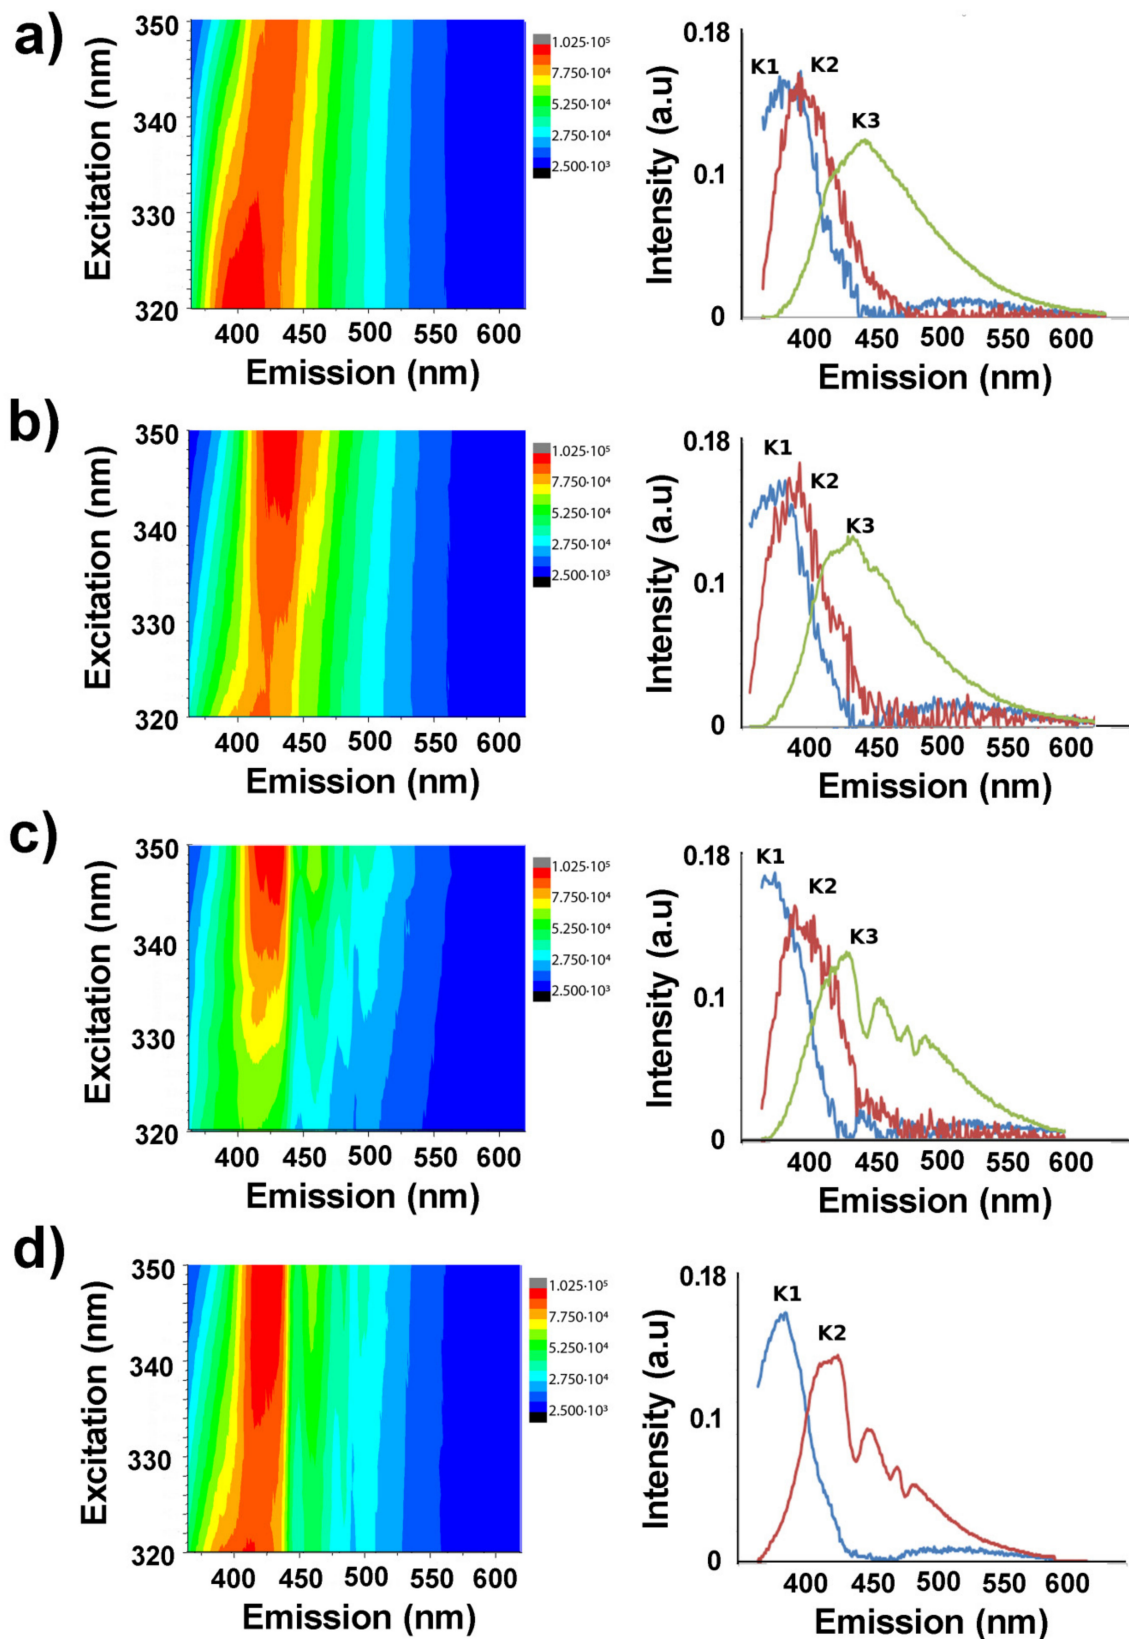 a)
Excitation (nm)
350
340
330
320
400 450 500 550 600
Emission (nm)
1.025·10⁵
7.750·10⁴
5.250·10⁴
2.750·10⁴
2.500·10³
Intensity (a.u)
0.18
0.1
0
K1
K2
K3
400 450 500 550 600
Emission (nm)
b)
Excitation (nm)
350
340
330
320
400 450 500 550 600
Emission (nm)
1.025·10⁵
7.750·10⁴
5.250·10⁴
2.750·10⁴
2.500·10³
Intensity (a.u)
0.18
0.1
0
K1
K2
K3
400 450 500 550 600
Emission (nm)
c)
Excitation (nm)
350
340
330
320
400 450 500 550 600
Emission (nm)
1.025·10⁵
7.750·10⁴
5.250·10⁴
2.750·10⁴
2.500·10³
Intensity (a.u)
0.18
0.1
0
K1
K2
K3
400 450 500 550 600
Emission (nm)
d)
Excitation (nm)
350
340
330
320
400 450 500 550 600
Emission (nm)
1.025·10⁵
7.750·10⁴
5.250·10⁴
2.750·10⁴
2.500·10³
Intensity (a.u)
0.18
0.1
0
K1
K2
400 450 500 550 600
Emission (nm)